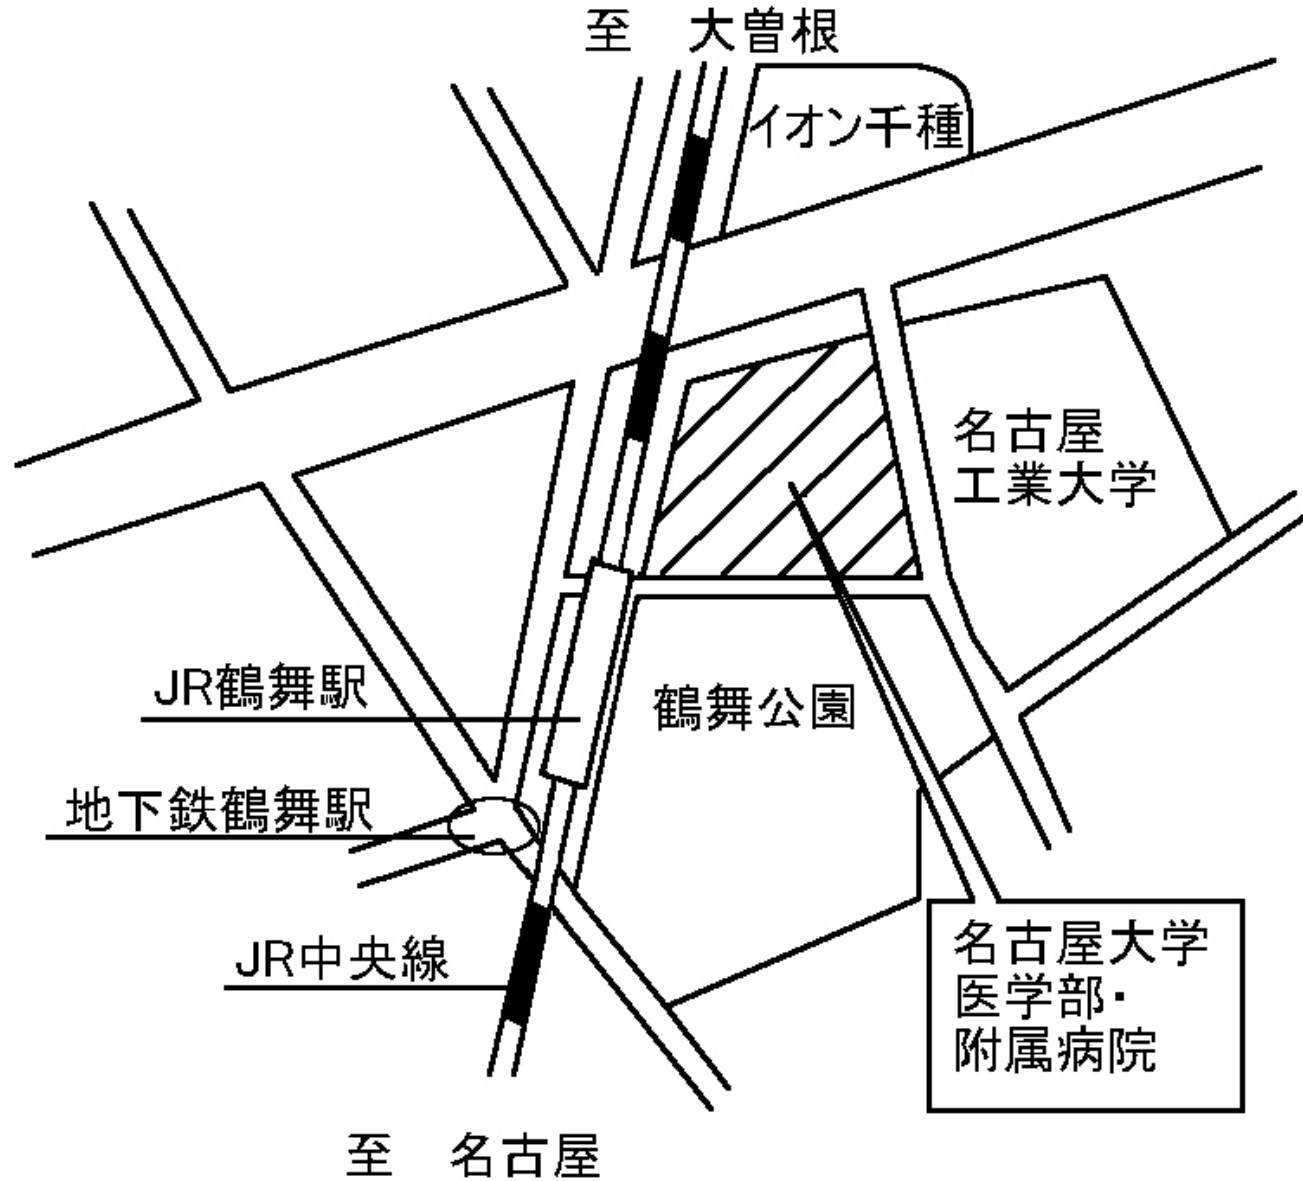 至 大曽根
イオン千種
名古屋
工業大学
JR鶴舞駅
鶴舞公園
地下鉄鶴舞駅
JR中央線
名古屋大学
医学部・
附属病院
至 名古屋